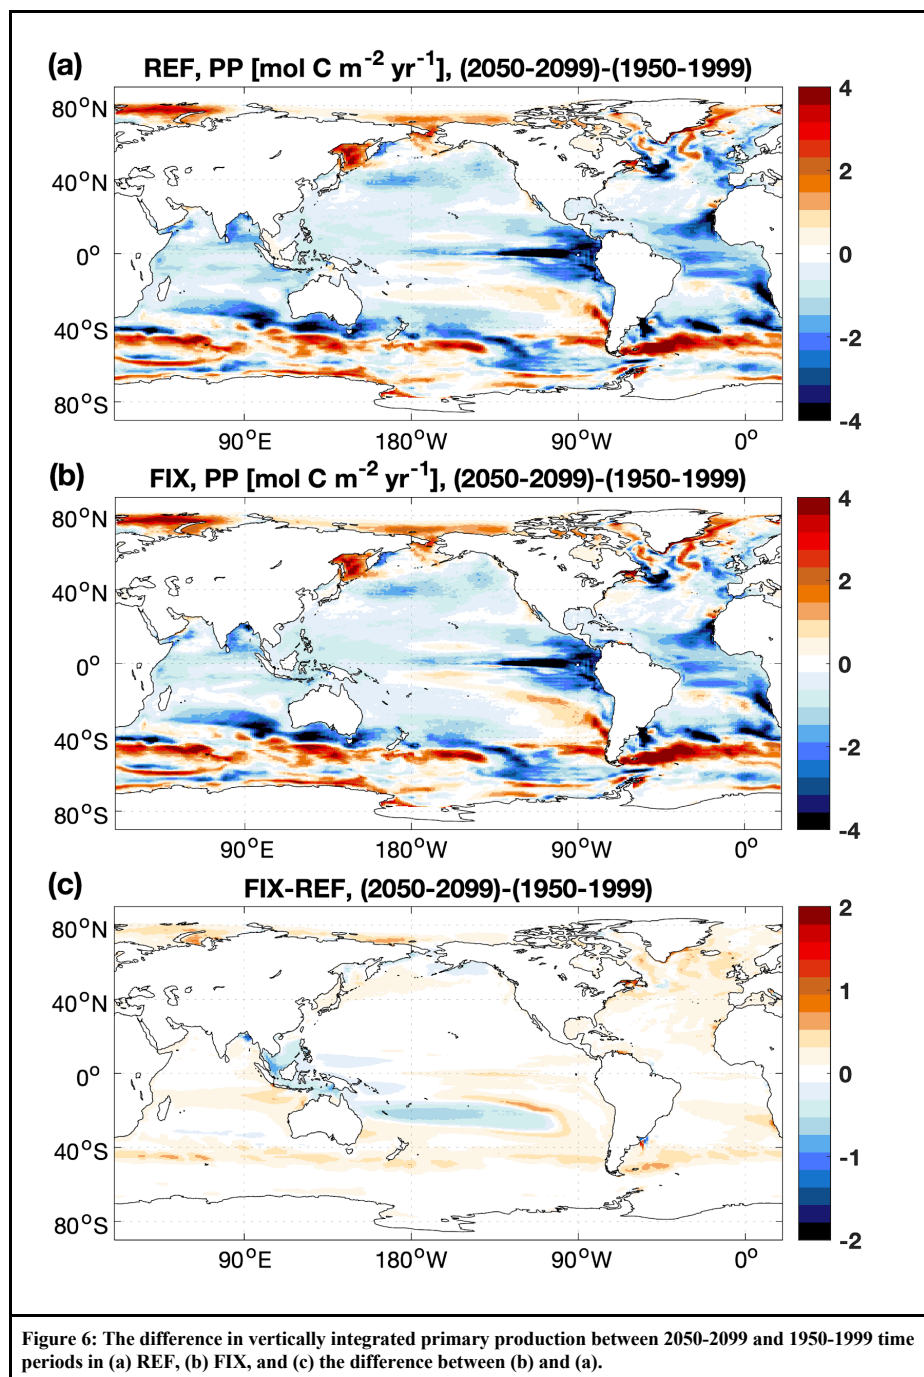 (a) REF, PP [mol C m-2 yr-1], (2050-2099)-(1950-1999)
80°N
40°N
0°
40°S
80°S
90°E 180°W 90°W 0°
4
2
0
-2
-4
(b) FIX, PP [mol C m-2 yr-1], (2050-2099)-(1950-1999)
80°N
40°N
0°
40°S
80°S
90°E 180°W 90°W 0°
4
2
0
-2
-4
(c) FIX-REF, (2050-2099)-(1950-1999)
80°N
40°N
0°
40°S
80°S
90°E 180°W 90°W 0°
2
1
0
-1
-2
Figure 6: The difference in vertically integrated primary production between 2050-2099 and 1950-1999 time
periods in (a) REF, (b) FIX, and (c) the difference between (b) and (a).